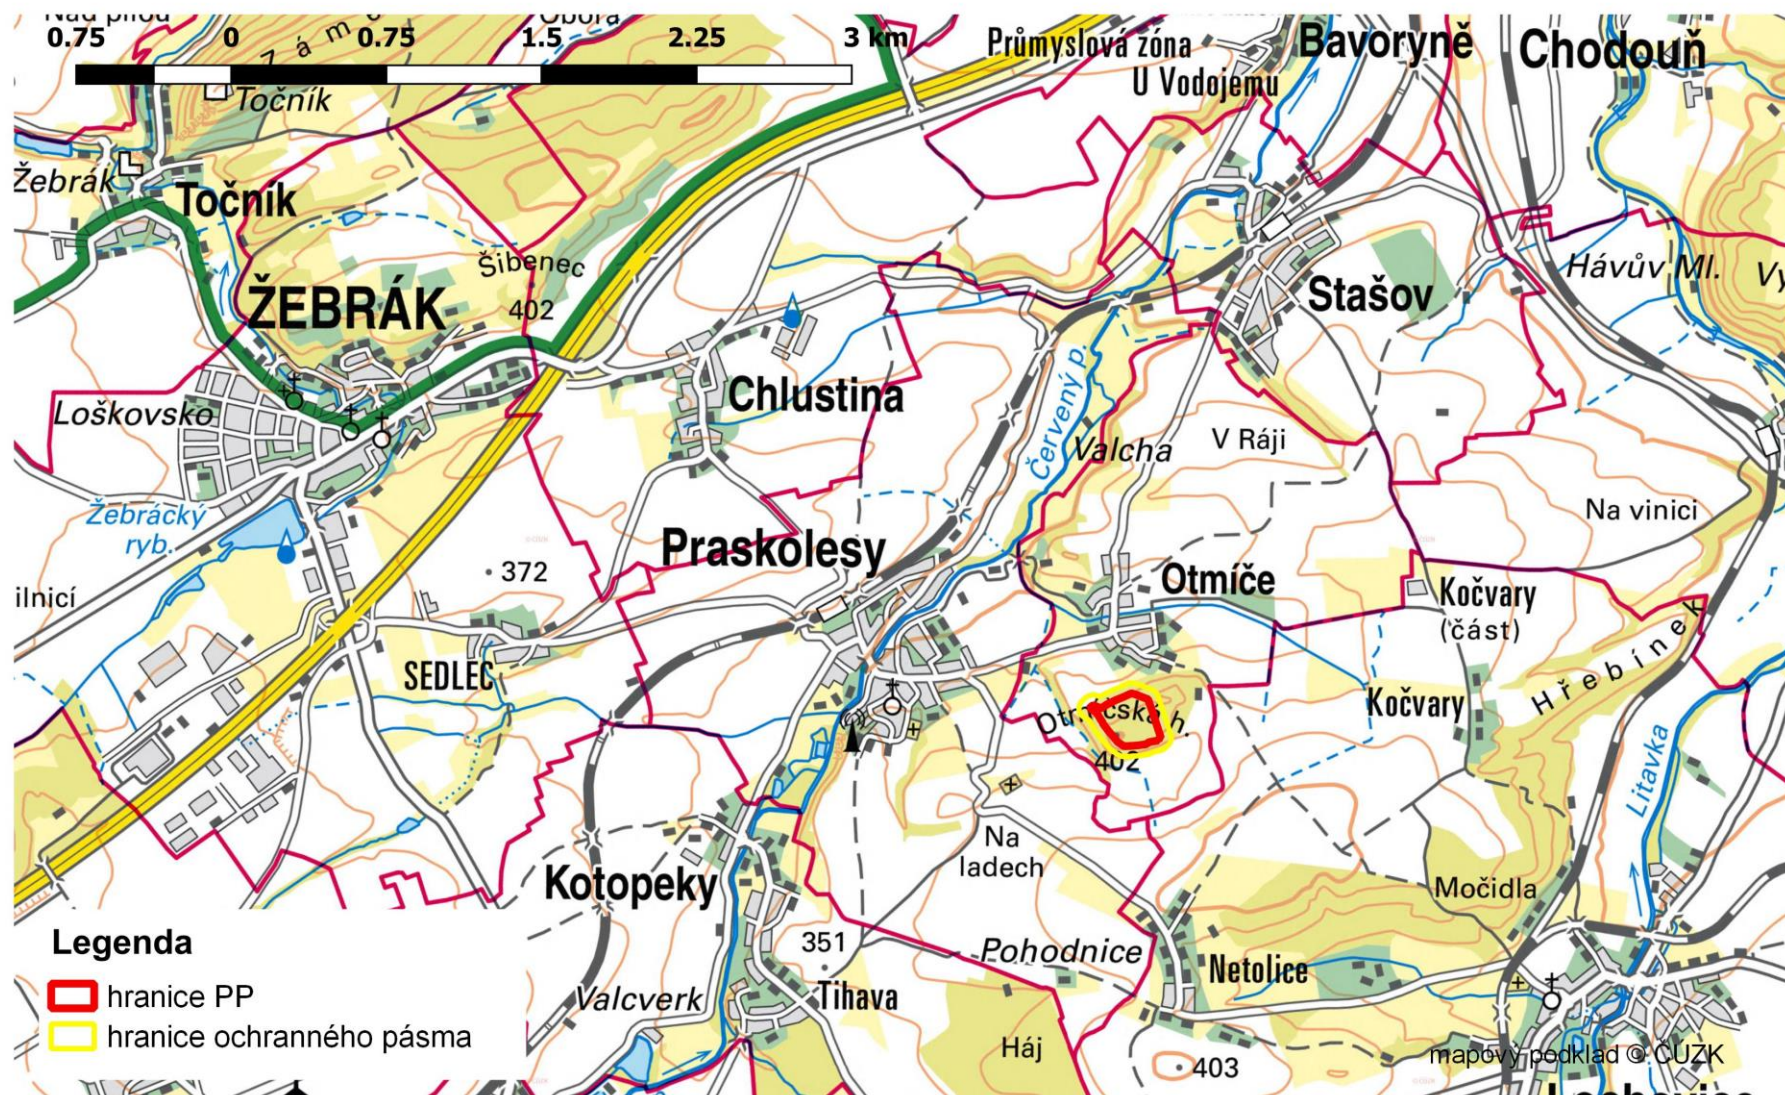 0.75 0 0.75 1.5 2.25 3 km
Průmyslová zóna
U Vodojemu
Bavoryně
Chodouň
Točník
Žebrák
Točník
ŽEBRÁK
Šibenec
402
Hávův Ml.
Stašov
Loškovsko
Chlustina
Červený p.
Valcha
V Ráji
Žebrácký
ryb.
Na vinici
Praskolesy
372
Otmíče
Kočvary
(část)
ilnicí
SEDLEC
Kočvary
Hřebínek
402
Litavka
Na
ladech
Kotopeky
Močidla
351
Pohodnice
Netolice
Valcverk
Tihava
Háj
403
Legenda
hranice PP
hranice ochranného pásma
mapový podklad © ČÚZK